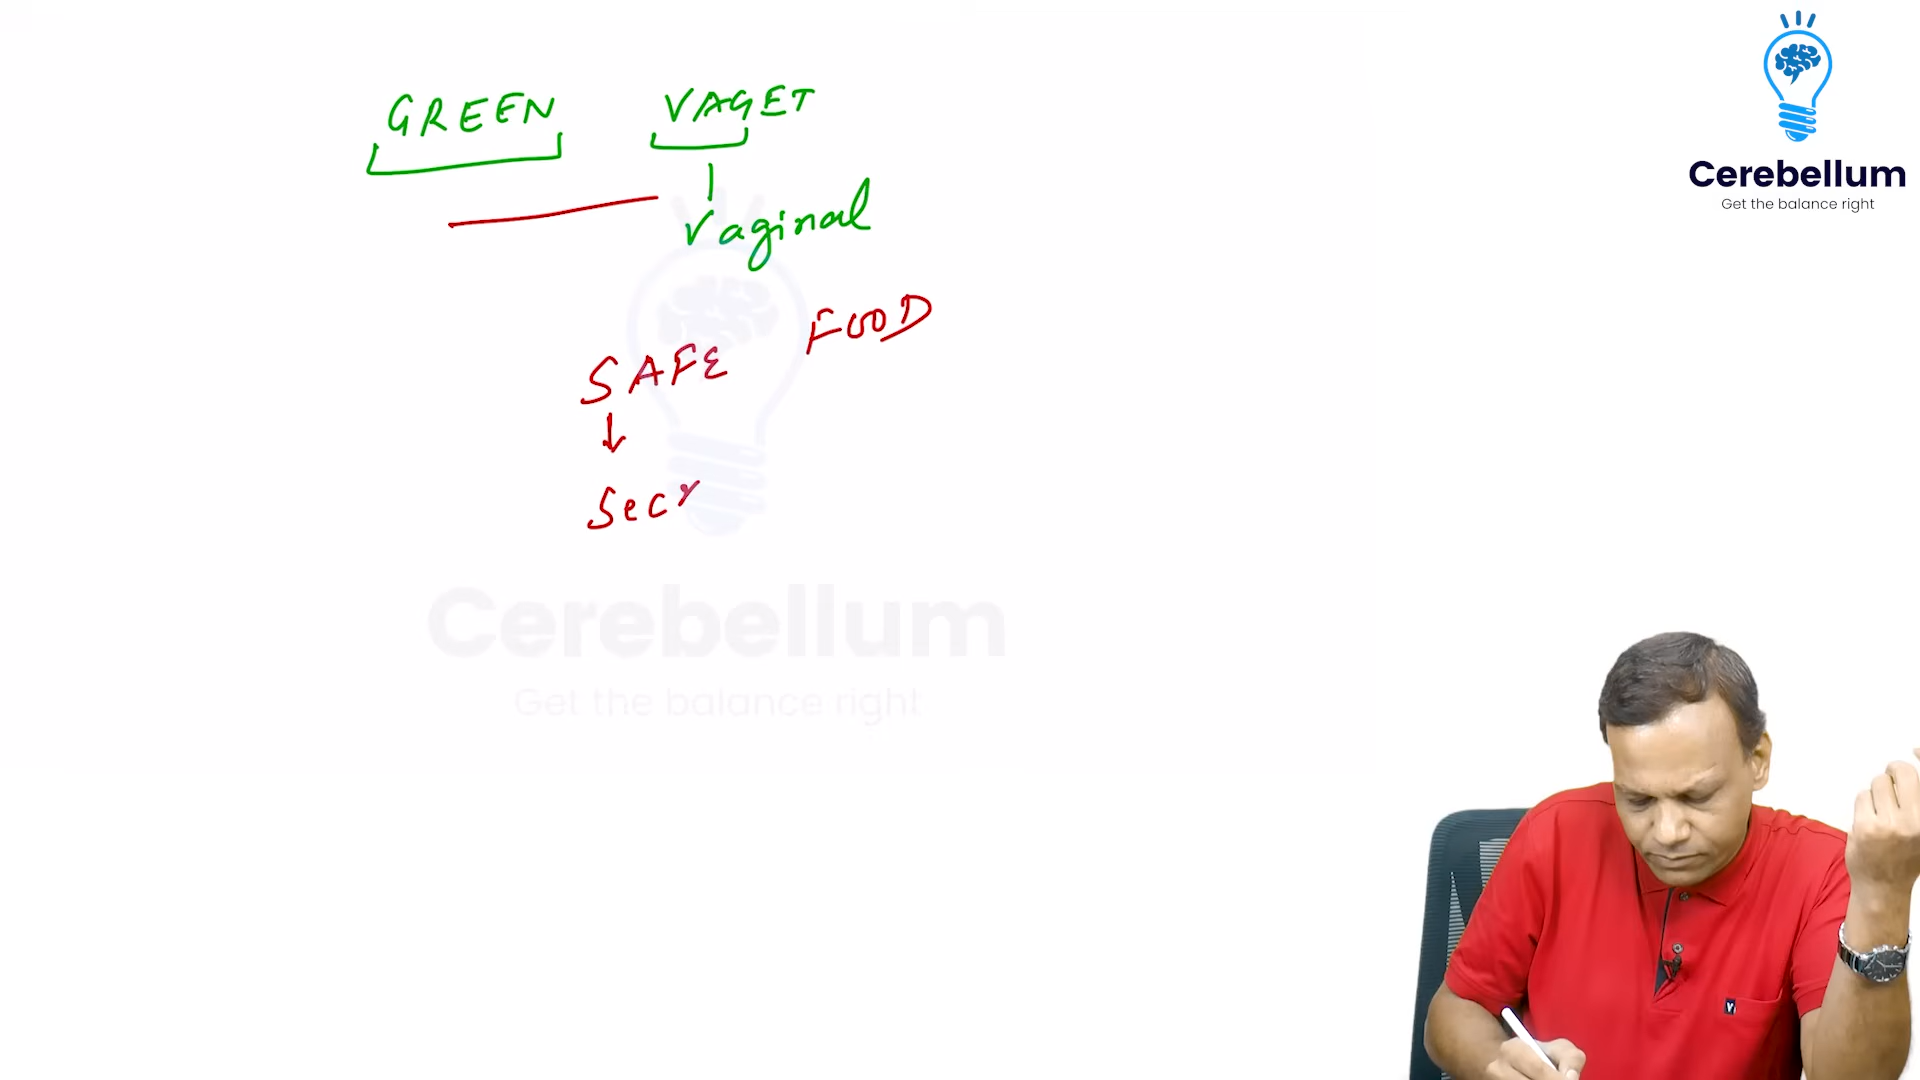 GREEN VAGET
Vaginal
SAFE FOOD
↓
Secr
Cerebellum
Get the balance right
Cerebellum
Get the balance right